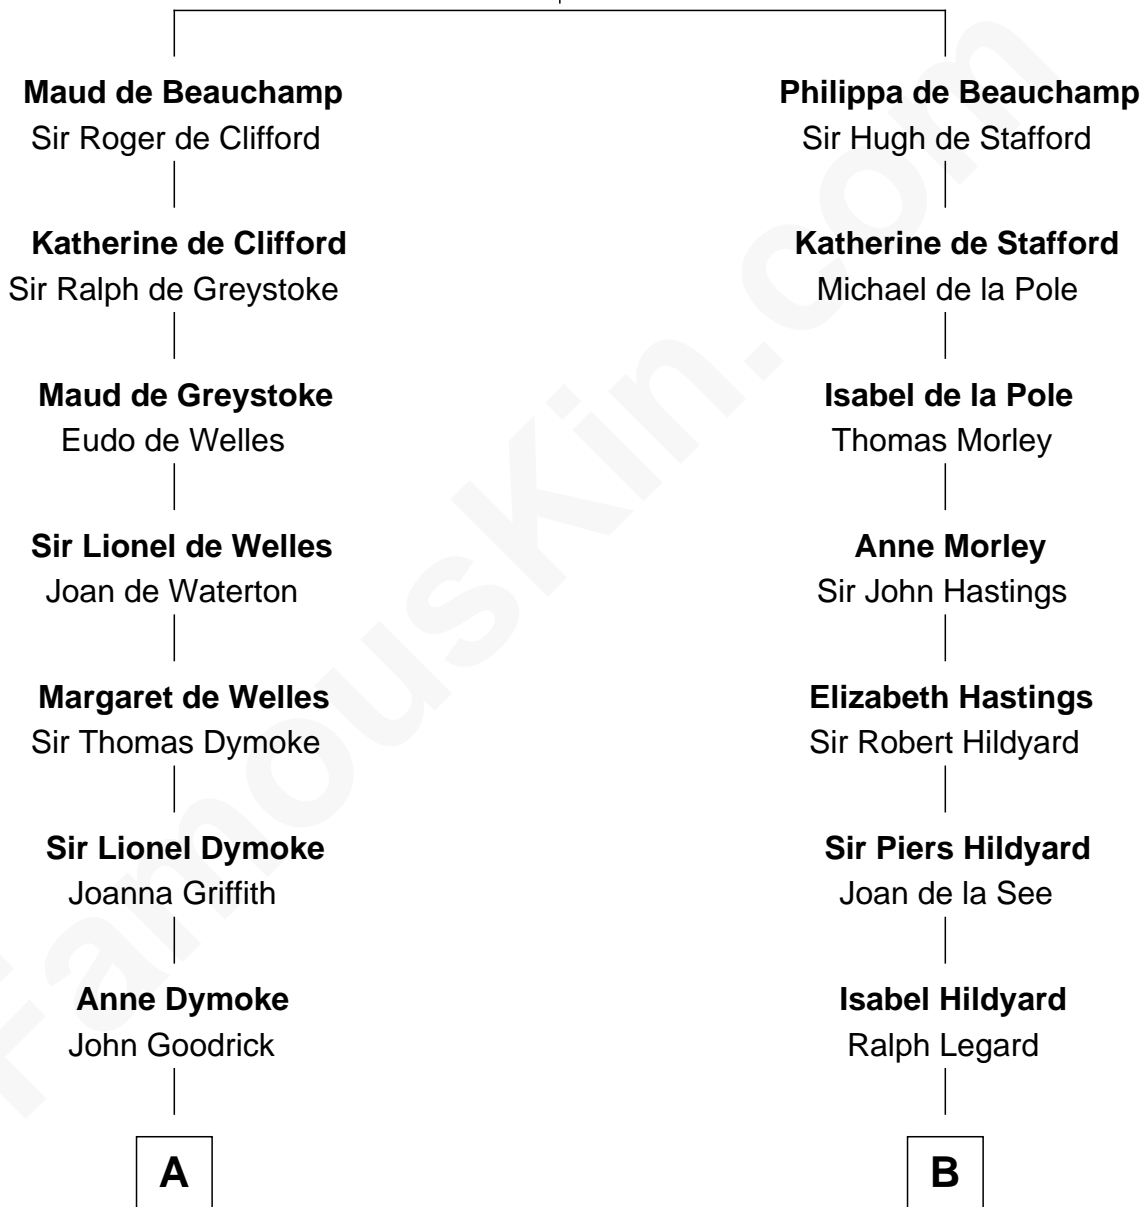 Maud de Beauchamp
Sir Roger de Clifford
Katherine de Clifford
Sir Ralph de Greystoke
Maud de Greystoke
Eudo de Welles
Sir Lionel de Welles
Joan de Waterton
Margaret de Welles
Sir Thomas Dymoke
Sir Lionel Dymoke
Joanna Griffith
Anne Dymoke
John Goodrick
A
Philippa de Beauchamp
Sir Hugh de Stafford
Katherine de Stafford
Michael de la Pole
Isabel de la Pole
Thomas Morley
Anne Morley
Sir John Hastings
Elizabeth Hastings
Sir Robert Hildyard
Sir Piers Hildyard
Joan de la See
Isabel Hildyard
Ralph Legard
B
FamousKin.com